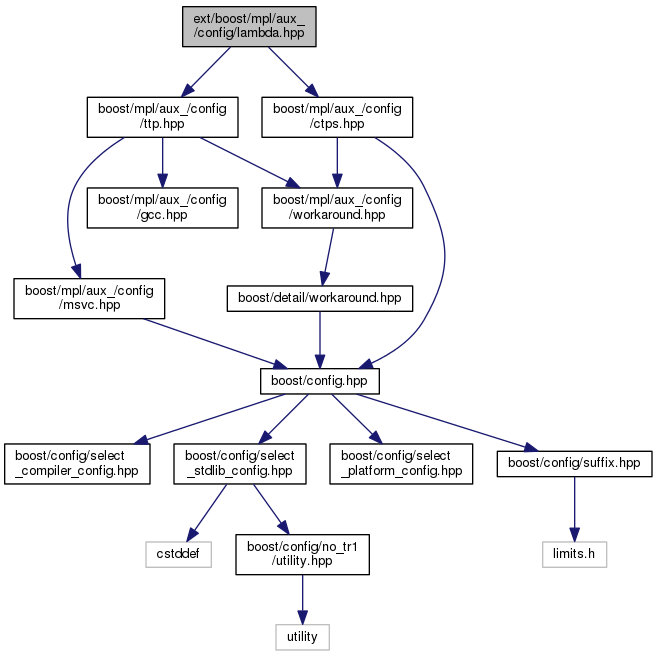 ext/boost/mpl/aux_
/config/lambda.hpp
boost/mpl/aux_/config
/ttp.hpp
boost/mpl/aux_/config
/ctps.hpp
boost/mpl/aux_/config
/gcc.hpp
boost/mpl/aux_/config
/workaround.hpp
boost/mpl/aux_/config
/msvc.hpp
boost/detail/workaround.hpp
boost/config.hpp
boost/config/select
_compiler_config.hpp
boost/config/select
_stdlib_config.hpp
boost/config/select
_platform_config.hpp
boost/config/suffix.hpp
cstddef
boost/config/no_tr1
/utility.hpp
limits.h
utility